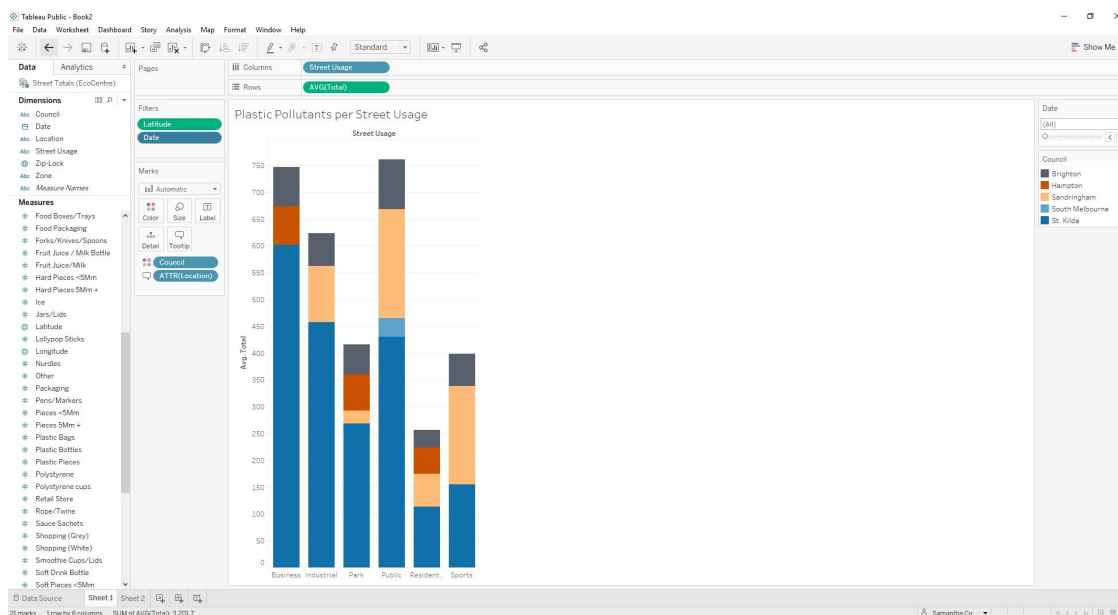 Tableau Public - Book2
File Data Worksheet Dashboard Story Analysis Map Format Window Help
Standard
Show Me
Data Analytics
Street Totals (EcoCentre)
Dimensions
Abc Council
Date
Abc Location
Abc Street Usage
Zip-Lock
Abc Zone
Abc Measure Names
Measures
Food Boxes/Trays
Food Packaging
Forks/Knives/Spoons
Fruit Juice / Milk Bottle
Fruit Juice/Milk
Hard Pieces <5Mm
Hard Pieces 5Mm +
Ice
Jars/Lids
Latitude
Lollypop Sticks
Longitude
Nurdles
Other
Packaging
Pens/Markers
Pieces <5Mm
Pieces 5Mm +
Plastic Bags
Plastic Bottles
Plastic Pieces
Polystyrene
Polystyrene cups
Retail Store
Rope/Twine
Sauce Sachets
Shopping (Grey)
Shopping (White)
Smoothie Cups/Lids
Soft Drink Bottle
Soft Pieces <5Mm
Pages
Filters
Latitude
Date
Marks
Automatic
Color Size Label
Detail Tooltip
Council
ATTR(Location)
Columns Street Usage
Rows AVG(Total)
Plastic Pollutants per Street Usage
Street Usage
Avg. Total
750
700
650
600
550
500
450
400
350
300
250
200
150
100
50
0
Business Industrial Park Public Resident.. Sports
Date
(All)
Council
Brighton
Hampton
Sandringham
South Melbourne
St. Kilda
Data Source Sheet 1 Sheet 2
21 marks 1 row by 6 columns SUM of AVG(Total): 3,201.7
Samantha Co...